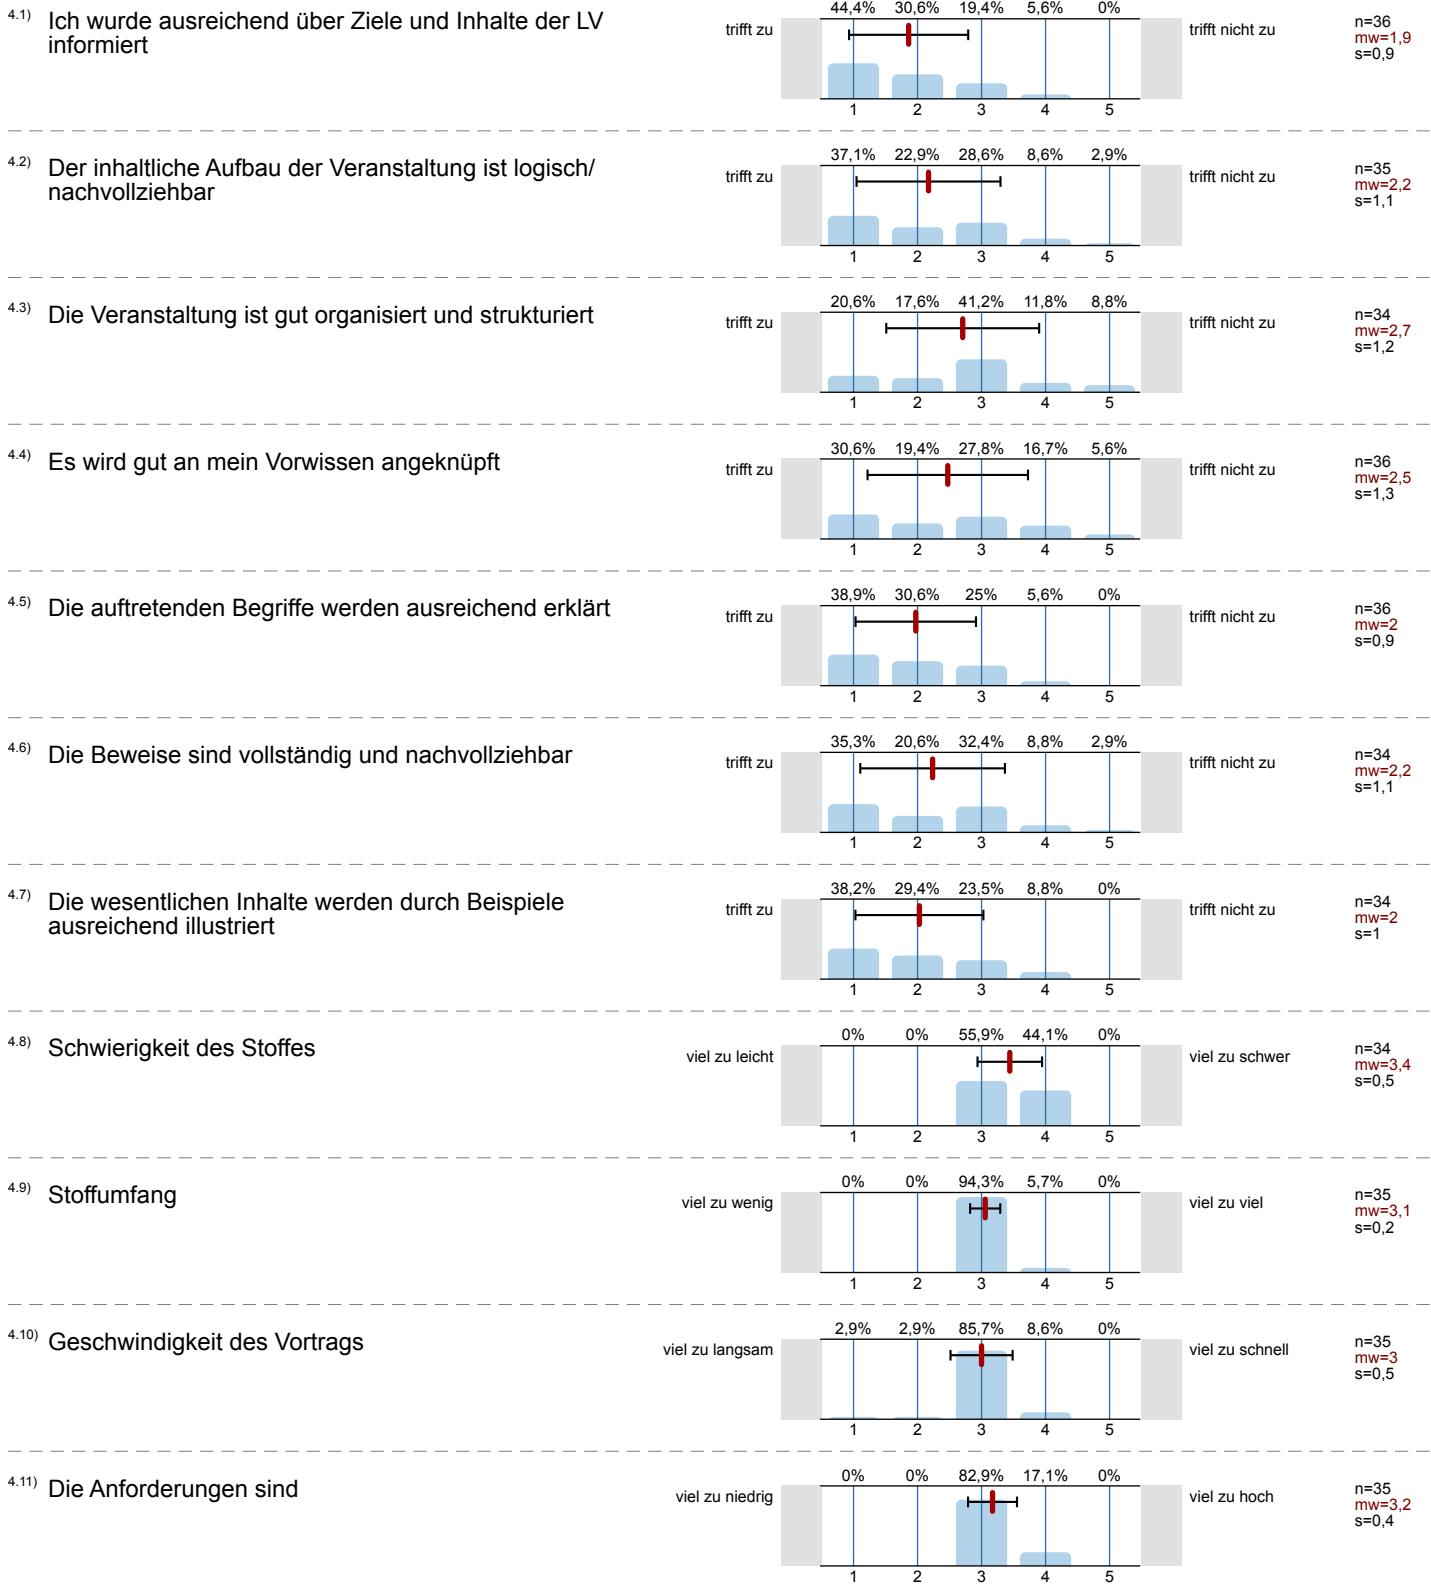 4.1) Ich wurde ausreichend über Ziele und Inhalte der LV
informiert
44,4% 30,6% 19,4% 5,6% 0%
trifft zu trifft nicht zu
n=36
mw=1,9
s=0,9
1 2 3 4 5
4.2) Der inhaltliche Aufbau der Veranstaltung ist logisch/
nachvollziehbar
37,1% 22,9% 28,6% 8,6% 2,9%
trifft zu trifft nicht zu
n=35
mw=2,2
s=1,1
1 2 3 4 5
4.3) Die Veranstaltung ist gut organisiert und strukturiert
20,6% 17,6% 41,2% 11,8% 8,8%
trifft zu trifft nicht zu
n=34
mw=2,7
s=1,2
1 2 3 4 5
4.4) Es wird gut an mein Vorwissen angeknüpft
30,6% 19,4% 27,8% 16,7% 5,6%
trifft zu trifft nicht zu
n=36
mw=2,5
s=1,3
1 2 3 4 5
4.5) Die auftretenden Begriffe werden ausreichend erklärt
38,9% 30,6% 25% 5,6% 0%
trifft zu trifft nicht zu
n=36
mw=2
s=0,9
1 2 3 4 5
4.6) Die Beweise sind vollständig und nachvollziehbar
35,3% 20,6% 32,4% 8,8% 2,9%
trifft zu trifft nicht zu
n=34
mw=2,2
s=1,1
1 2 3 4 5
4.7) Die wesentlichen Inhalte werden durch Beispiele
ausreichend illustriert
38,2% 29,4% 23,5% 8,8% 0%
trifft zu trifft nicht zu
n=34
mw=2
s=1
1 2 3 4 5
4.8) Schwierigkeit des Stoffes
0% 0% 55,9% 44,1% 0%
viel zu leicht viel zu schwer
n=34
mw=3,4
s=0,5
1 2 3 4 5
4.9) Stoffumfang
0% 0% 94,3% 5,7% 0%
viel zu wenig viel zu viel
n=35
mw=3,1
s=0,2
1 2 3 4 5
4.10) Geschwindigkeit des Vortrags
2,9% 2,9% 85,7% 8,6% 0%
viel zu langsam viel zu schnell
n=35
mw=3
s=0,5
1 2 3 4 5
4.11) Die Anforderungen sind
0% 0% 82,9% 17,1% 0%
viel zu niedrig viel zu hoch
n=35
mw=3,2
s=0,4
1 2 3 4 5